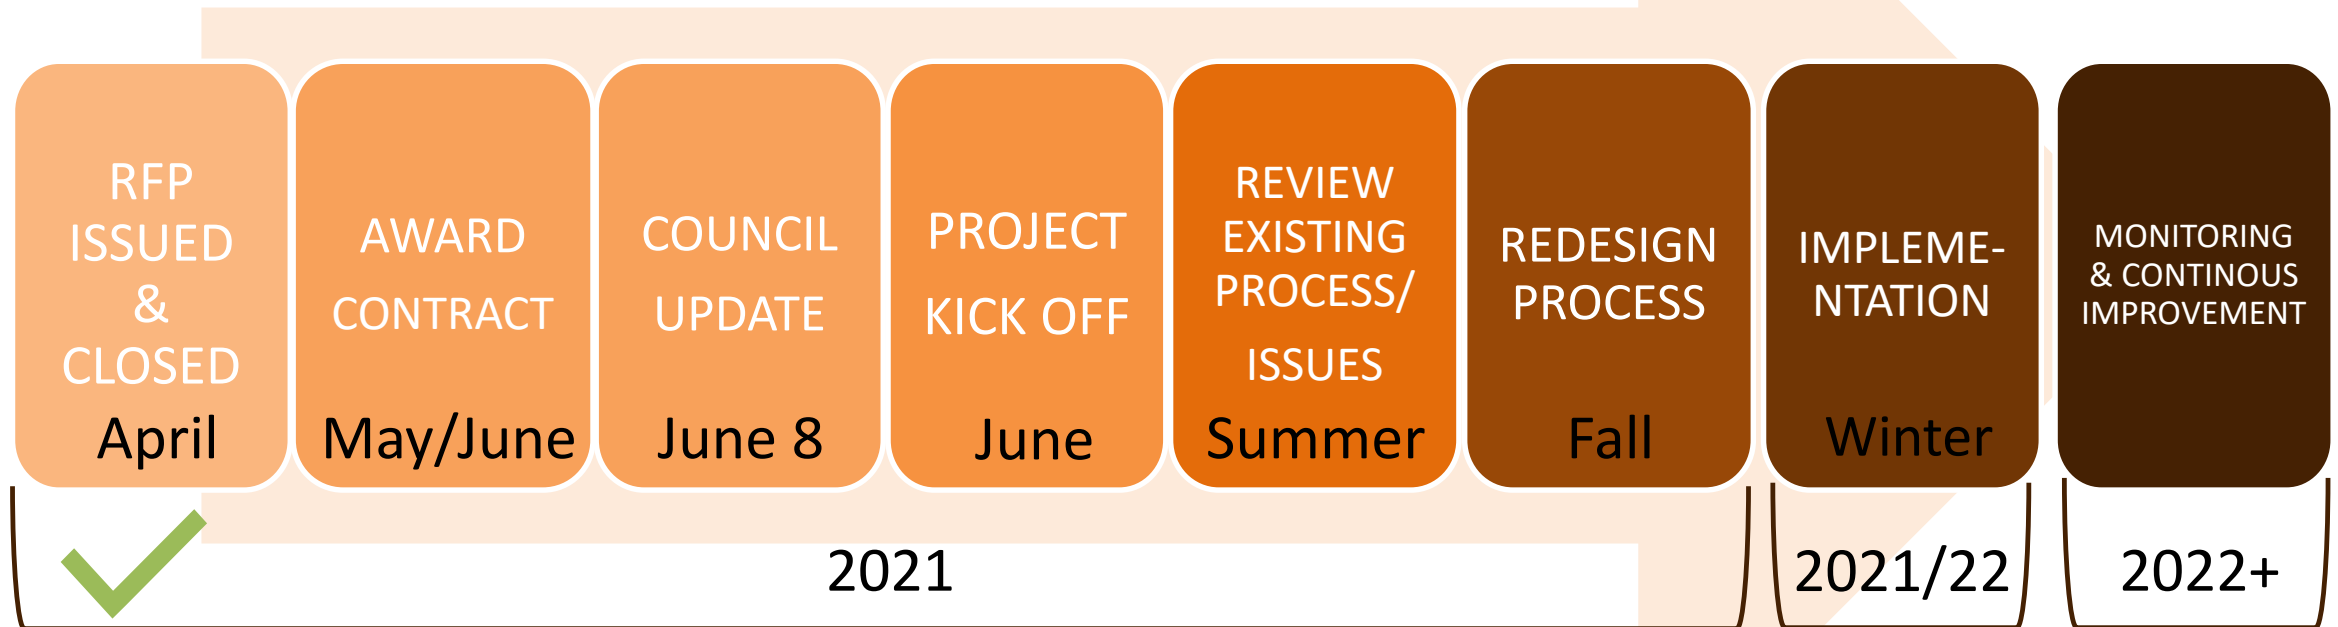 RFP
ISSUED
&
CLOSED
April
AWARD
CONTRACT
May/June
COUNCIL
UPDATE
June 8
PROJECT
KICK OFF
June
REVIEW
EXISTING
PROCESS/
ISSUES
Summer
REDESIGN
PROCESS
Fall
IMPLEME-
NTATION
Winter
MONITORING
& CONTINOUS
IMPROVEMENT
2021
2021/22
2022+